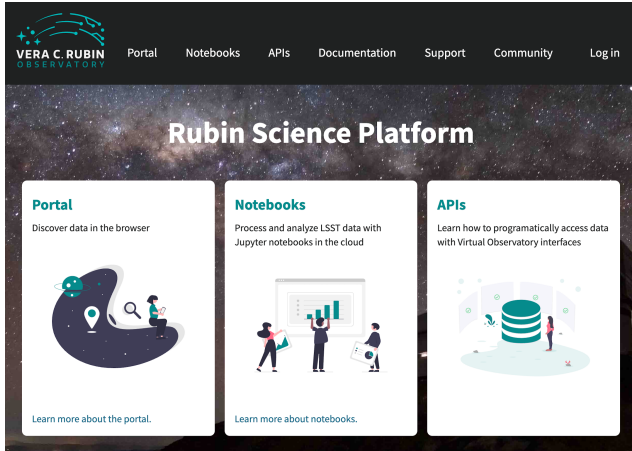 VERA C. RUBIN
OBSERVATORY
Portal Notebooks APIs Documentation Support Community Log in
Rubin Science Platform
Portal
Discover data in the browser
Learn more about the portal.
Notebooks
Process and analyze LSST data with
Jupyter notebooks in the cloud
Learn more about notebooks.
APIs
Learn how to programatically access data
with Virtual Observatory interfaces